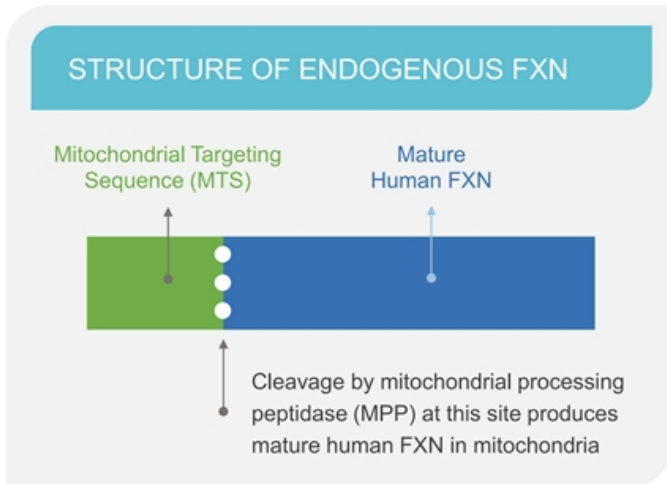 STRUCTURE OF ENDOGENOUS FXN
Mitochondrial Targeting
Sequence (MTS)
Mature
Human FXN
Cleavage by mitochondrial processing
peptidase (MPP) at this site produces
mature human FXN in mitochondria